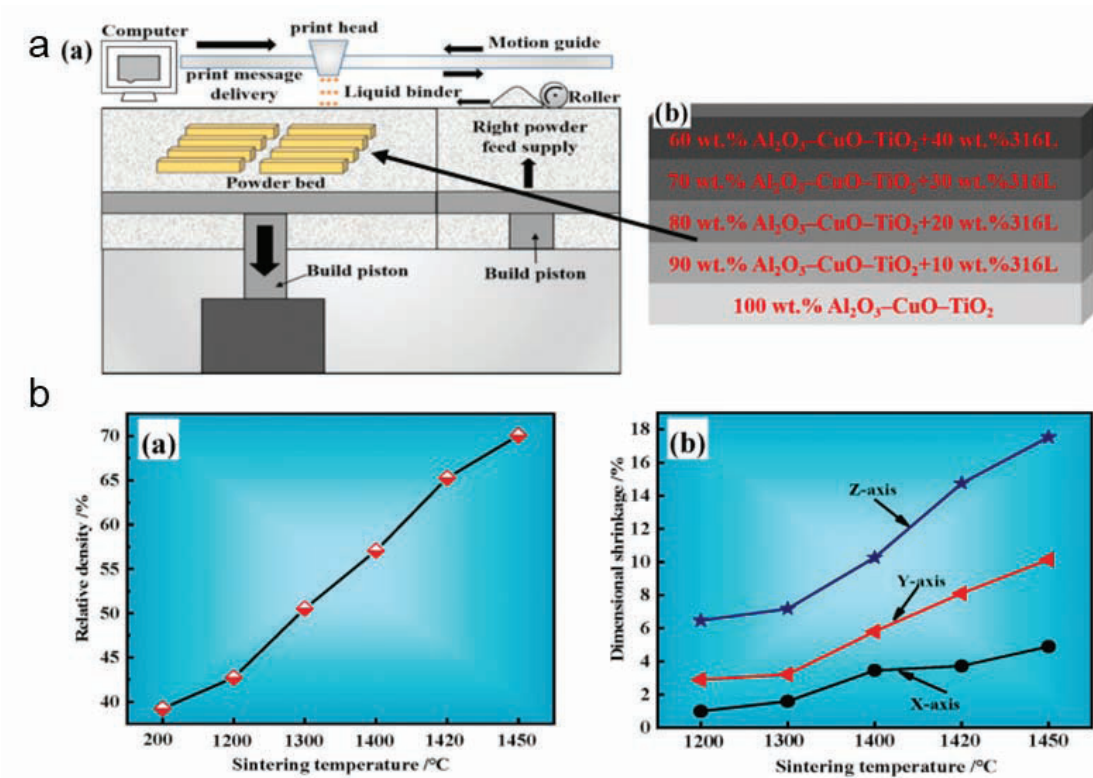 a
(a)
Computer
print head
Motion guide
print message
delivery
Liquid binder
Roller
Right powder
feed supply
Powder bed
Build piston
Build piston
(b)
60 wt.% Al₂O₃–CuO–TiO₂+40 wt.%316L
70 wt.% Al₂O₃–CuO–TiO₂+30 wt.%316L
80 wt.% Al₂O₃–CuO–TiO₂+20 wt.%316L
90 wt.% Al₂O₃–CuO–TiO₂+10 wt.%316L
100 wt.% Al₂O₃–CuO–TiO₂
b
(a)
Relative density /%
70
65
60
55
50
45
40
200 1200 1300 1400 1420 1450
Sintering temperature /°C
(b)
Dimensional shrinkage /%
18
16
14
12
10
8
6
4
2
0
Z-axis
Y-axis
X-axis
1200 1300 1400 1420 1450
Sintering temperature /°C